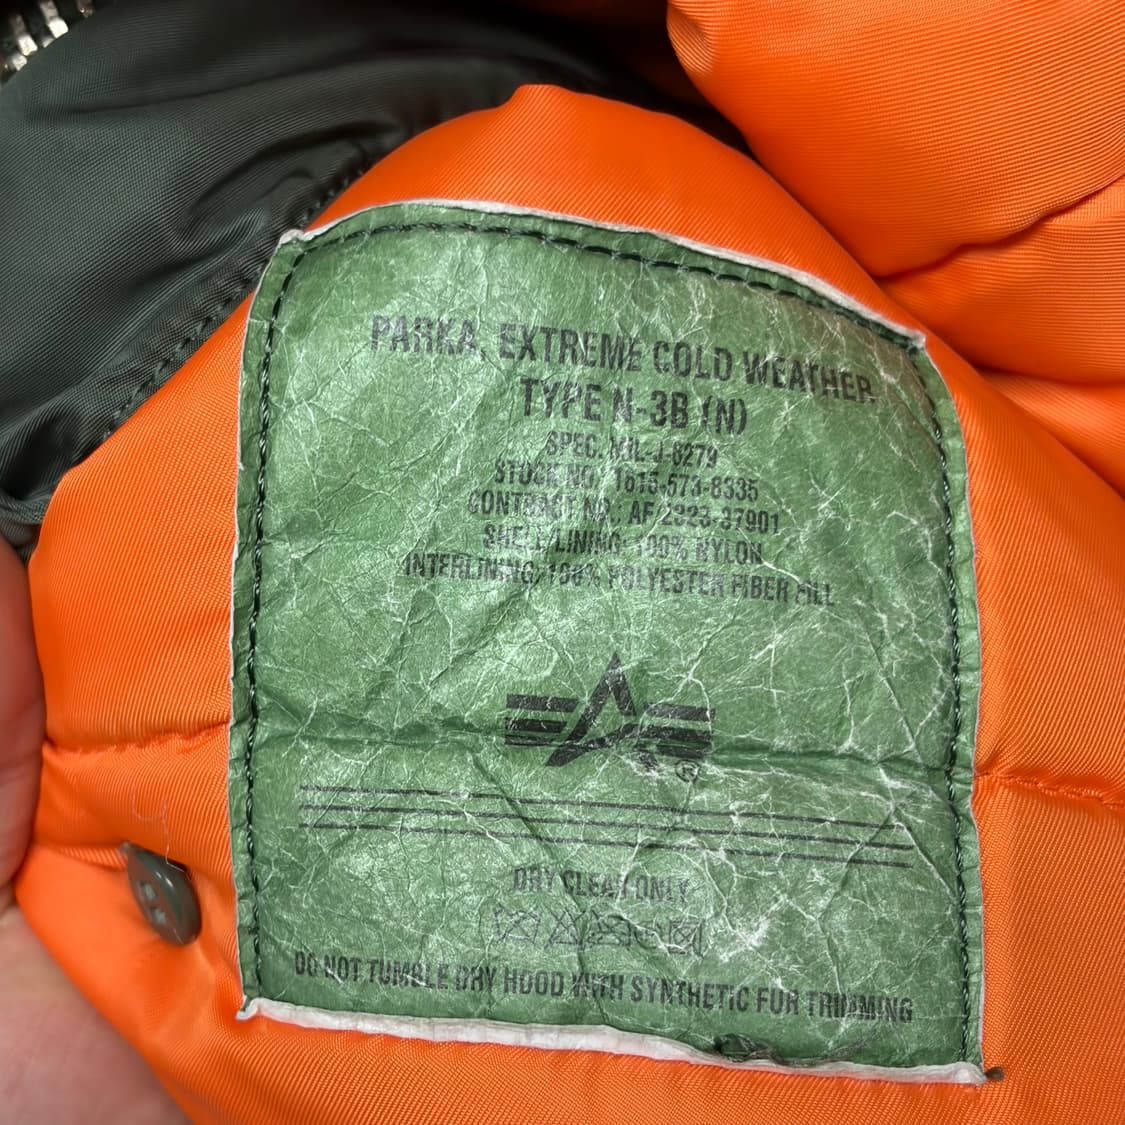 PARKA, EXTREME COLD WEATHER
TYPE N-3B (N)
SPEC. MIL-J-6279
STOCK NO. 1615-573-8335
CONTRACT NO.: AF-2323-37901
SHELL/LINING: 100% NYLON
INTERLINING: 100% POLYESTER FIBER FILL
®
DRY CLEAN ONLY
DO NOT TUMBLE DRY HOOD WITH SYNTHETIC FUR TRIMMING